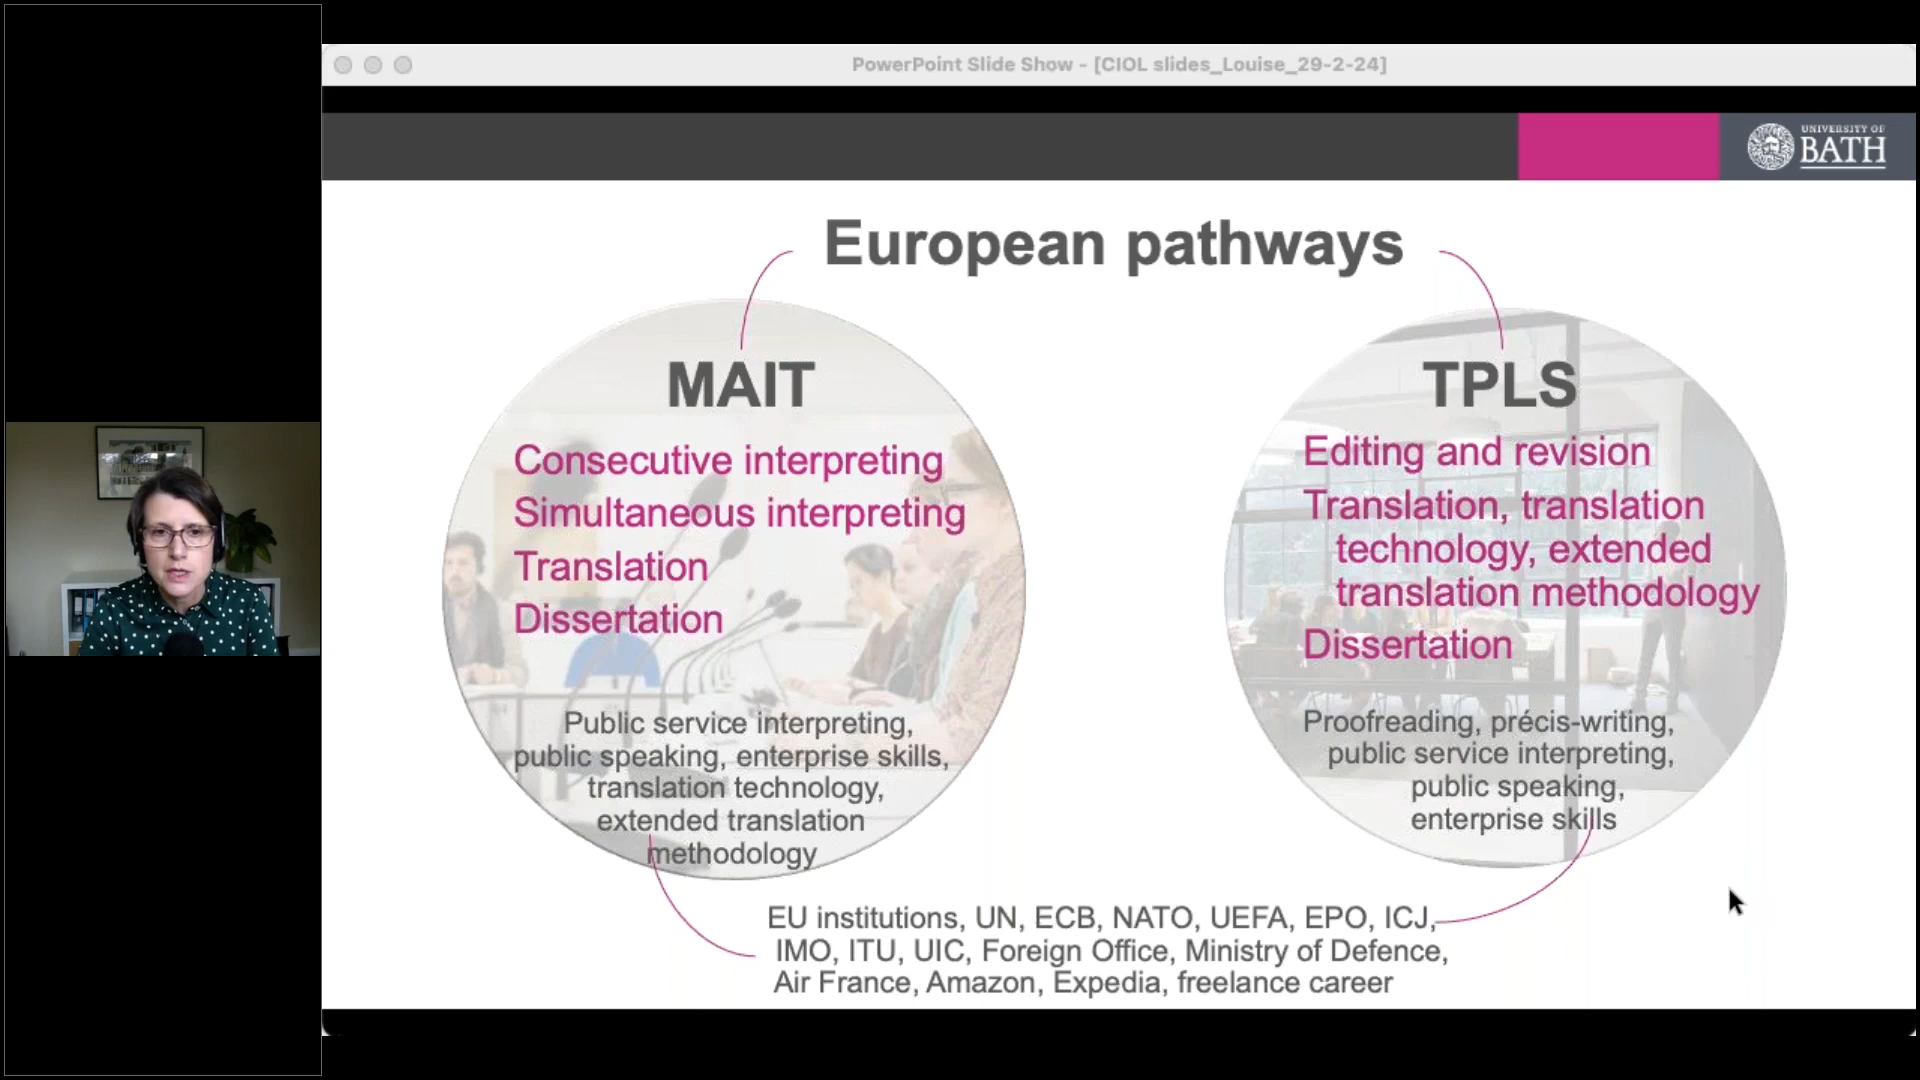 PowerPoint Slide Show - [CIOL slides_Louise_29-2-24]
UNIVERSITY OF
BATH
European pathways
MAIT
Consecutive interpreting
Simultaneous interpreting
Translation
Dissertation
Public service interpreting,
public speaking, enterprise skills,
translation technology,
extended translation
methodology
TPLS
Editing and revision
Translation, translation
technology, extended
translation methodology
Dissertation
Proofreading, précis-writing,
public service interpreting,
public speaking,
enterprise skills
EU institutions, UN, ECB, NATO, UEFA, EPO, ICJ,
IMO, ITU, UIC, Foreign Office, Ministry of Defence,
Air France, Amazon, Expedia, freelance career